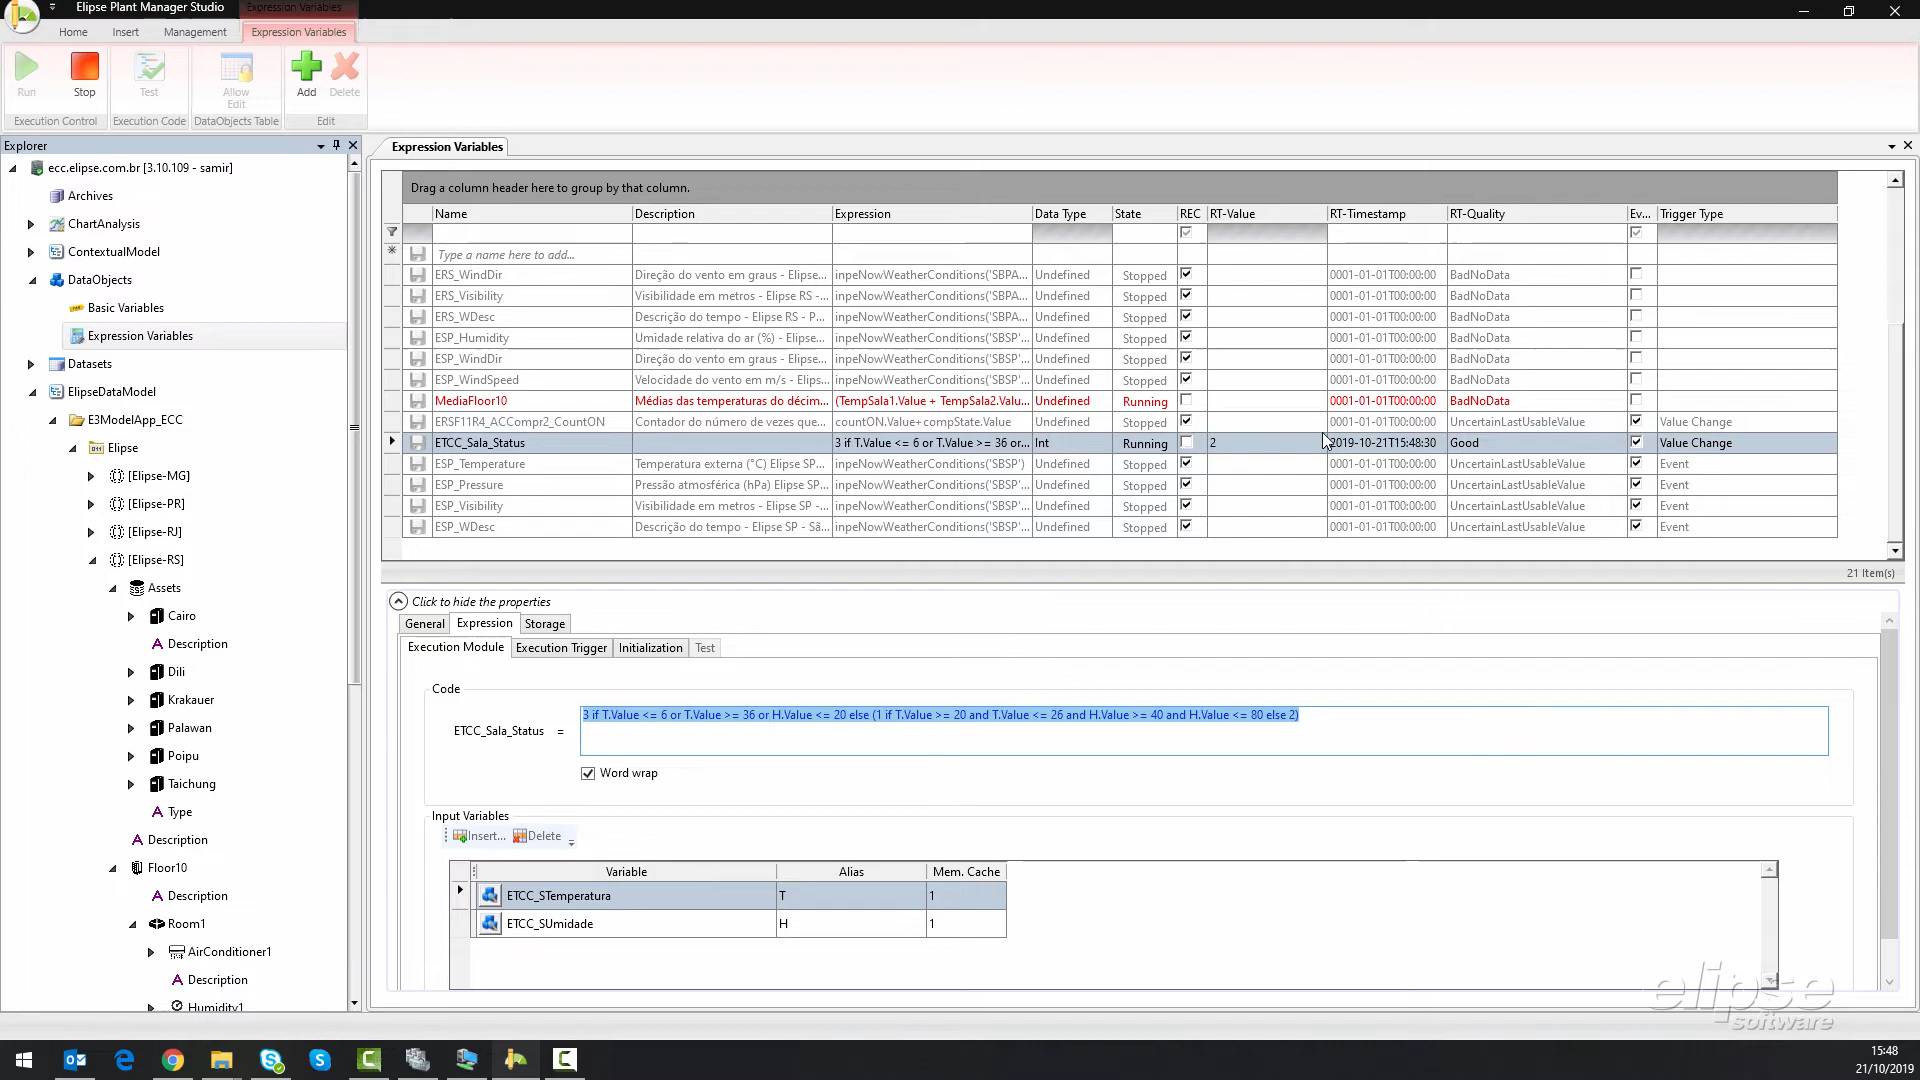 Elipse Plant Manager Studio
Expression Variables
Home Insert Management Expression Variables
Run Stop Test Allow Edit Add Delete
Execution Control Execution Code DataObjects Table Edit
Explorer
ecc.elipse.com.br [3.10.109 - samir]
Archives
ChartAnalysis
ContextualModel
DataObjects
Basic Variables
Expression Variables
Datasets
ElipseDataModel
E3ModelApp_ECC
Elipse
[Elipse-MG]
[Elipse-PR]
[Elipse-RJ]
[Elipse-RS]
Assets
Cairo
Description
Dili
Krakauer
Palawan
Poipu
Taichung
Type
Description
Floor10
Description
Room1
AirConditioner1
Description
Humidity1
Expression Variables
Drag a column header here to group by that column.
Name Description Expression Data Type State REC RT-Value RT-Timestamp RT-Quality Ev... Trigger Type
Type a name here to add...
ERS_WindDir Direção do vento em graus - Elipse... inpeNowWeatherConditions('SBPA... Undefined Stopped 0001-01-01T00:00:00 BadNoData
ERS_Visibility Visibilidade em metros - Elipse RS -... inpeNowWeatherConditions('SBPA... Undefined Stopped 0001-01-01T00:00:00 BadNoData
ERS_WDesc Descrição do tempo - Elipse RS - P... inpeNowWeatherConditions('SBPA... Undefined Stopped 0001-01-01T00:00:00 BadNoData
ESP_Humidity Umidade relativa do ar (%) - Elipse... inpeNowWeatherConditions('SBSP'... Undefined Stopped 0001-01-01T00:00:00 BadNoData
ESP_WindDir Direção do vento em graus - Elipse... inpeNowWeatherConditions('SBSP'... Undefined Stopped 0001-01-01T00:00:00 BadNoData
ESP_WindSpeed Velocidade do vento em m/s - Elips... inpeNowWeatherConditions('SBSP'... Undefined Stopped 0001-01-01T00:00:00 BadNoData
MediaFloor10 Médias das temperaturas do décim... (TempSala1.Value + TempSala2.Valu... Undefined Running 0001-01-01T00:00:00 BadNoData
ERSF11R4_ACCompr2_CountON Contador do número de vezes que... countON.Value+compState.Value Undefined Stopped 0001-01-01T00:00:00 UncertainLastUsableValue Value Change
ETCC_Sala_Status 3 if T.Value <= 6 or T.Value >= 36 or... Int Running 2 2019-10-21T15:48:30 Good Value Change
ESP_Temperature Temperatura externa (°C) Elipse SP... inpeNowWeatherConditions('SBSP') Undefined Stopped 0001-01-01T00:00:00 UncertainLastUsableValue Event
ESP_Pressure Pressão atmosférica (hPa) Elipse SP... inpeNowWeatherConditions('SBSP'... Undefined Stopped 0001-01-01T00:00:00 UncertainLastUsableValue Event
ESP_Visibility Visibilidade em metros - Elipse SP -... inpeNowWeatherConditions('SBSP'... Undefined Stopped 0001-01-01T00:00:00 UncertainLastUsableValue Event
ESP_WDesc Descrição do tempo - Elipse SP - Sã... inpeNowWeatherConditions('SBSP'... Undefined Stopped 0001-01-01T00:00:00 UncertainLastUsableValue Event
21 Item(s)
Click to hide the properties
General Expression Storage
Execution Module Execution Trigger Initialization Test
Code
3 if T.Value <= 6 or T.Value >= 36 or H.Value <= 20 else (1 if T.Value >= 20 and T.Value <= 26 and H.Value >= 40 and H.Value <= 80 else 2)
ETCC_Sala_Status =
Word wrap
Input Variables
Insert... Delete
Variable Alias Mem. Cache
ETCC_STemperatura T 1
ETCC_SUmidade H 1
elipse
software
15:48
21/10/2019